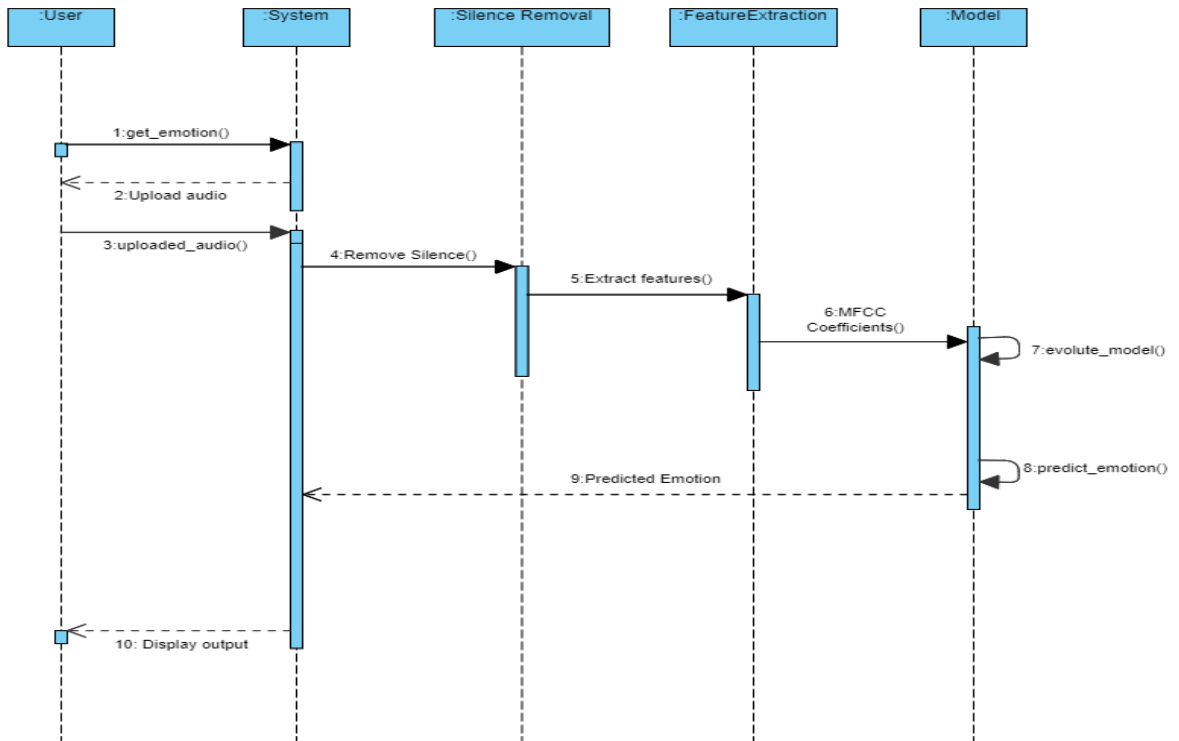 :User
:System
:Silence Removal
:FeatureExtraction
:Model
1:get_emotion()
2:Upload audio
3:uploaded_audio()
4:Remove Silence()
5:Extract features()
6:MFCC
Coefficients()
7:evolute_model()
8:predict_emotion()
9:Predicted Emotion
10: Display output